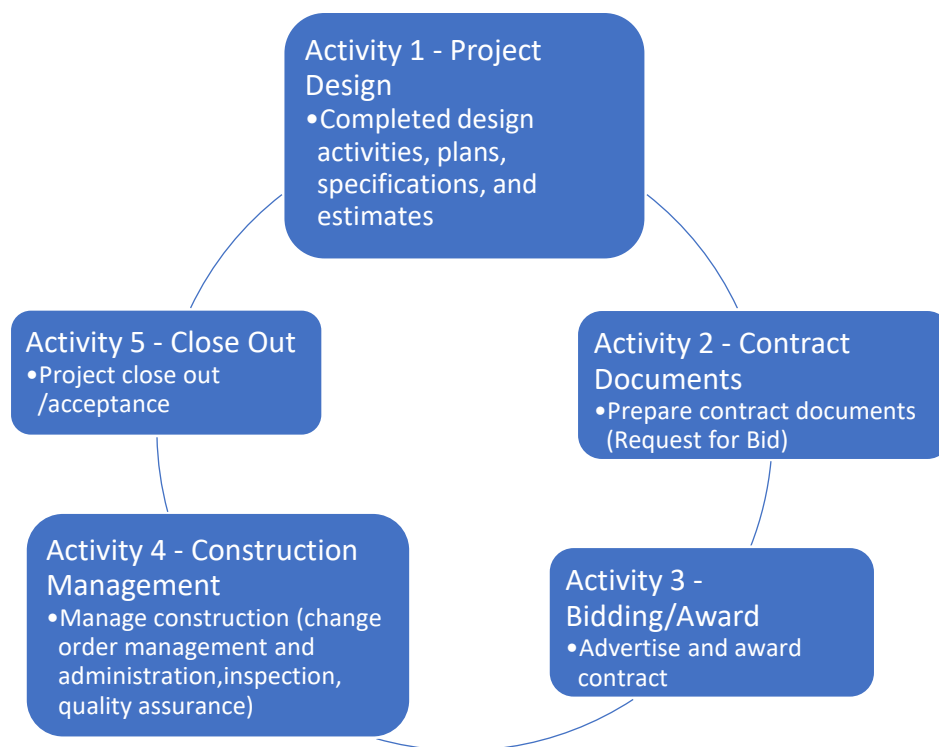 Activity 1 - Project
Design
•Completed design
activities, plans,
specifications, and
estimates
Activity 2 - Contract
Documents
•Prepare contract documents
(Request for Bid)
Activity 3 -
Bidding/Award
•Advertise and award
contract
Activity 4 - Construction
Management
•Manage construction (change
order management and
administration,inspection,
quality assurance)
Activity 5 - Close Out
•Project close out
/acceptance